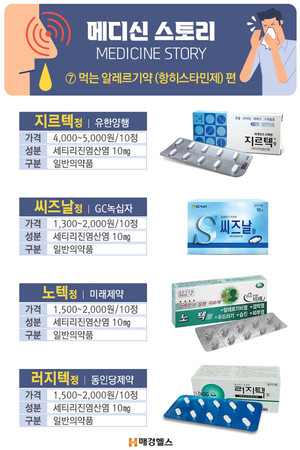 메디신 스토리
MEDICINE STORY
⑦ 먹는 알레르기약 (항히스타민제) 편
지르텍정 | 유한양행
가격 4,000~5,000원/10정
성분 세티리진염산염 10㎎
구분 일반의약품
지르텍정
씨즈날정 | GC녹십자
가격 1,300~2,000원/10정
성분 세티리진염산염 10㎎
구분 일반의약품
씨즈날정
노텍정 | 미래제약
가격 1,500~2,000원/10정
성분 세티리진염산염 10㎎
구분 일반의약품
노텍정
러지텍정 | 동인당제약
가격 1,500~2,000원/10정
성분 세티리진염산염 10㎎
구분 일반의약품
러지텍정
매경헬스